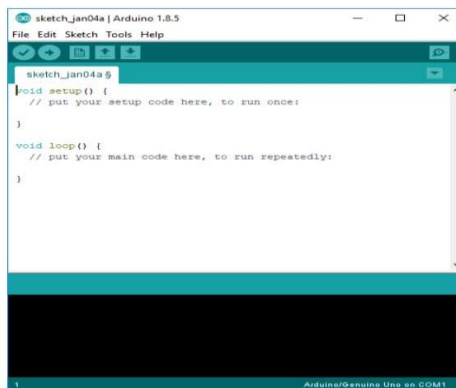 sketch_jan04a | Arduino 1.8.5
File Edit Sketch Tools Help
sketch_jan04a §
void setup() {
// put your setup code here, to run once:
}
void loop() {
// put your main code here, to run repeatedly:
}
1 Arduino/Genuino Uno on COM1